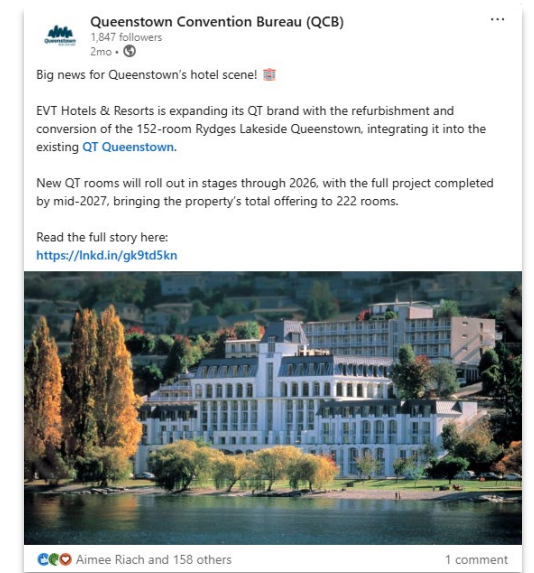 Queenstown Convention Bureau (QCB)
1,847 followers
2mo •
Queenstown
Big news for Queenstown's hotel scene! 🏨
EVT Hotels & Resorts is expanding its QT brand with the refurbishment and
conversion of the 152-room Rydges Lakeside Queenstown, integrating it into the
existing QT Queenstown.
New QT rooms will roll out in stages through 2026, with the full project completed
by mid-2027, bringing the property's total offering to 222 rooms.
Read the full story here:
https://lnkd.in/gk9td5kn
Aimee Riach and 158 others
1 comment